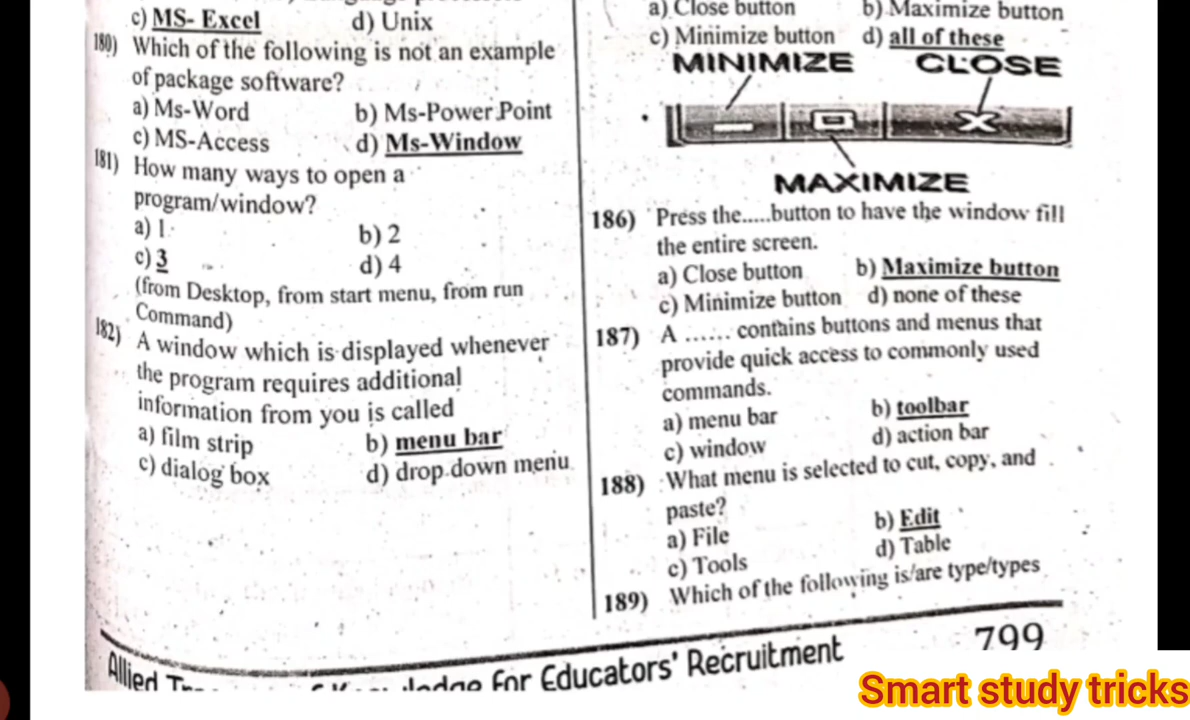 c) MS- Excel d) Unix
180) Which of the following is not an example
of package software?
a) Ms-Word b) Ms-Power Point
c) MS-Access d) Ms-Window
181) How many ways to open a
program/window?
a) 1 b) 2
c) 3 d) 4
(from Desktop, from start menu, from run
Command)
182) A window which is displayed whenever
the program requires additional
information from you is called
a) film strip b) menu bar
c) dialog box d) drop down menu
a) Close button b) Maximize button
c) Minimize button d) all of these
MINIMIZE CLOSE
MAXIMIZE
186) Press the.....button to have the window fill
the entire screen.
a) Close button b) Maximize button
c) Minimize button d) none of these
187) A ...... contains buttons and menus that
provide quick access to commonly used
commands.
a) menu bar b) toolbar
c) window d) action bar
188) What menu is selected to cut, copy, and
paste?
a) File b) Edit
c) Tools d) Table
189) Which of the following is/are type/types
Allied for Educators' Recruitment 799
Smart study tricks